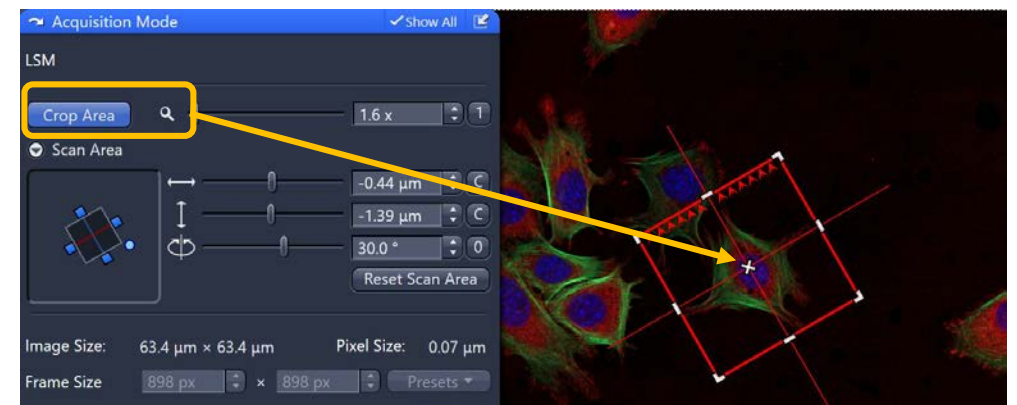 Acquisition Mode Show All
LSM
Crop Area 1.6 x 1
Scan Area
-0.44 µm C
-1.39 µm C
30.0 ° 0
Reset Scan Area
Image Size: 63.4 µm × 63.4 µm Pixel Size: 0.07 µm
Frame Size 898 px × 898 px Presets